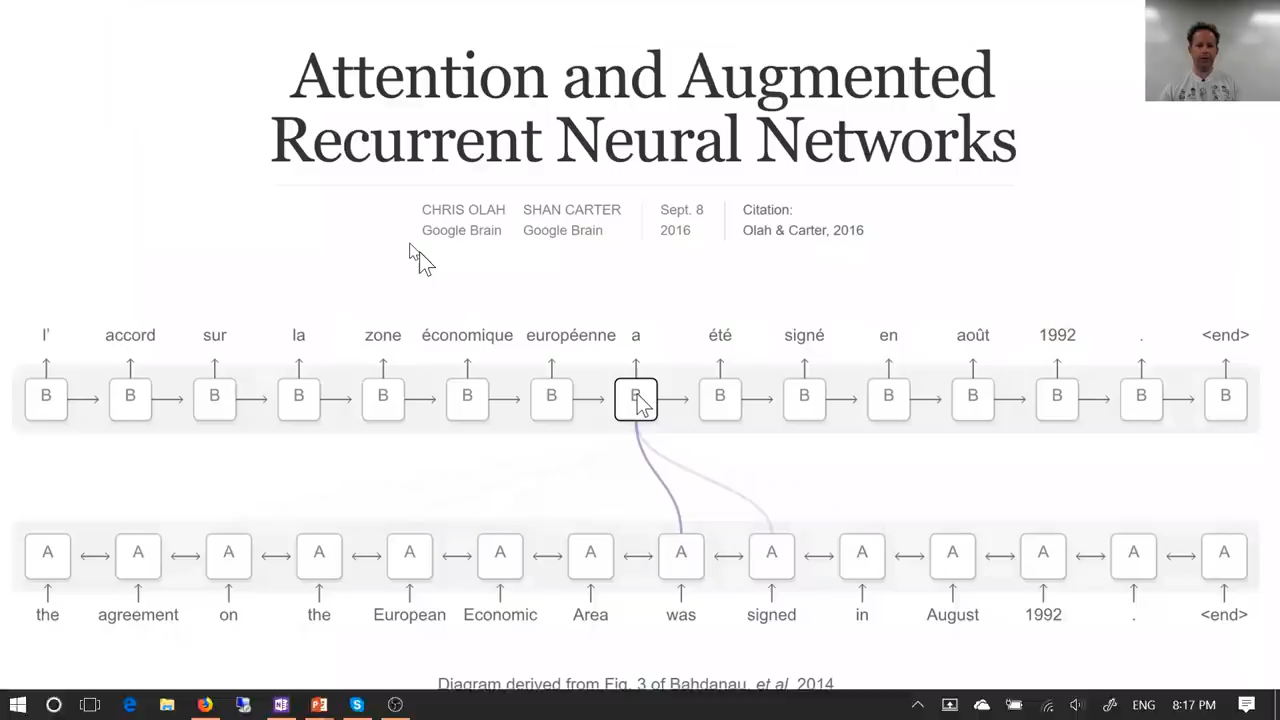 Attention and Augmented
Recurrent Neural Networks
CHRIS OLAH SHAN CARTER Sept. 8 Citation:
Google Brain Google Brain 2016 Olah & Carter, 2016
l' accord sur la zone économique européenne a été signé en août 1992 . <end>
B B B B B B B B B B B B B B B
A A A A A A A A A A A A A A
the agreement on the European Economic Area was signed in August 1992 . <end>
Diagram derived from Fig. 3 of Bahdanau, et al. 2014
ENG 8:17 PM